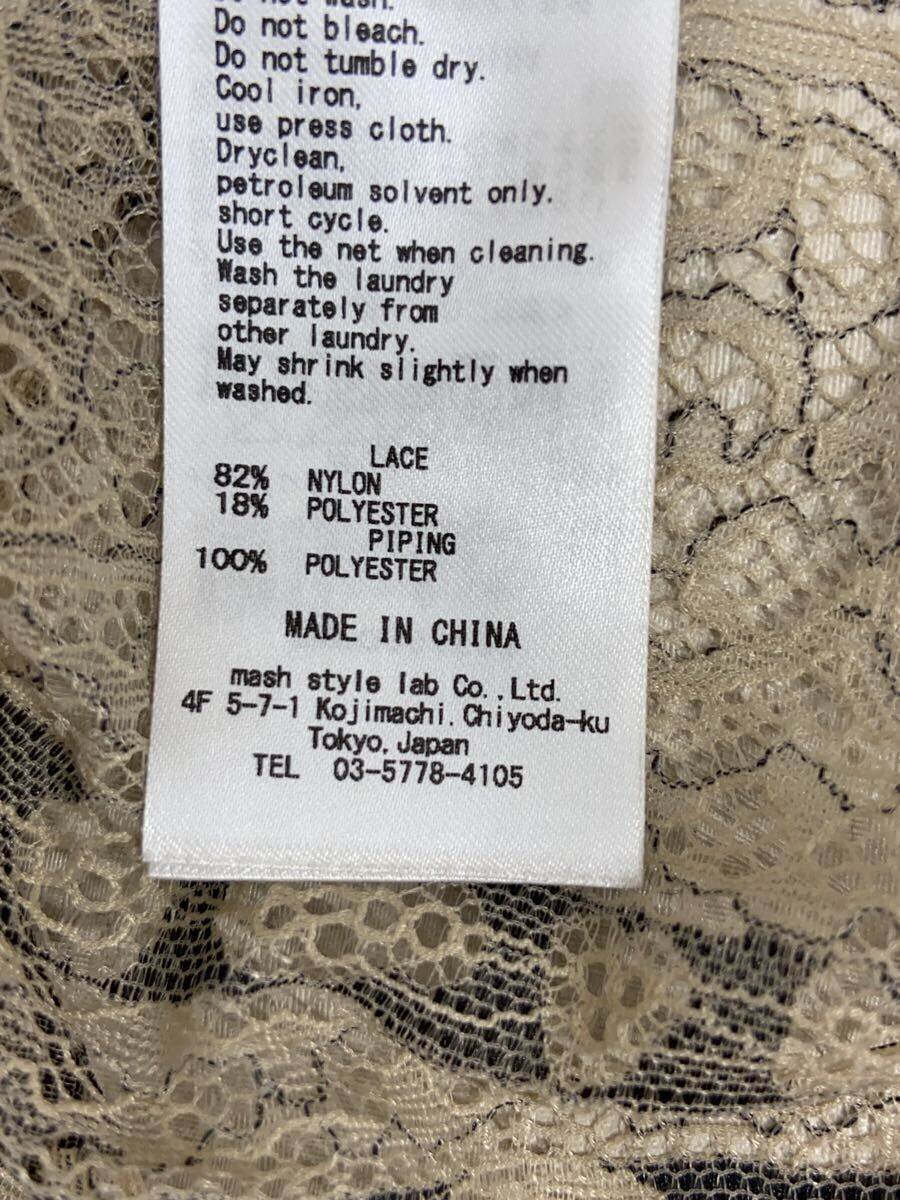 Do not wash.
Do not bleach.
Do not tumble dry.
Cool iron,
use press cloth.
Dryclean,
petroleum solvent only.
short cycle.
Use the net when cleaning.
Wash the laundry
separately from
other laundry.
May shrink slightly when
washed.
LACE
82% NYLON
18% POLYESTER
PIPING
100% POLYESTER
MADE IN CHINA
mash style lab Co.,Ltd.
4F 5-7-1 Kojimachi.Chiyoda-ku
Tokyo,Japan
TEL 03-5778-4105